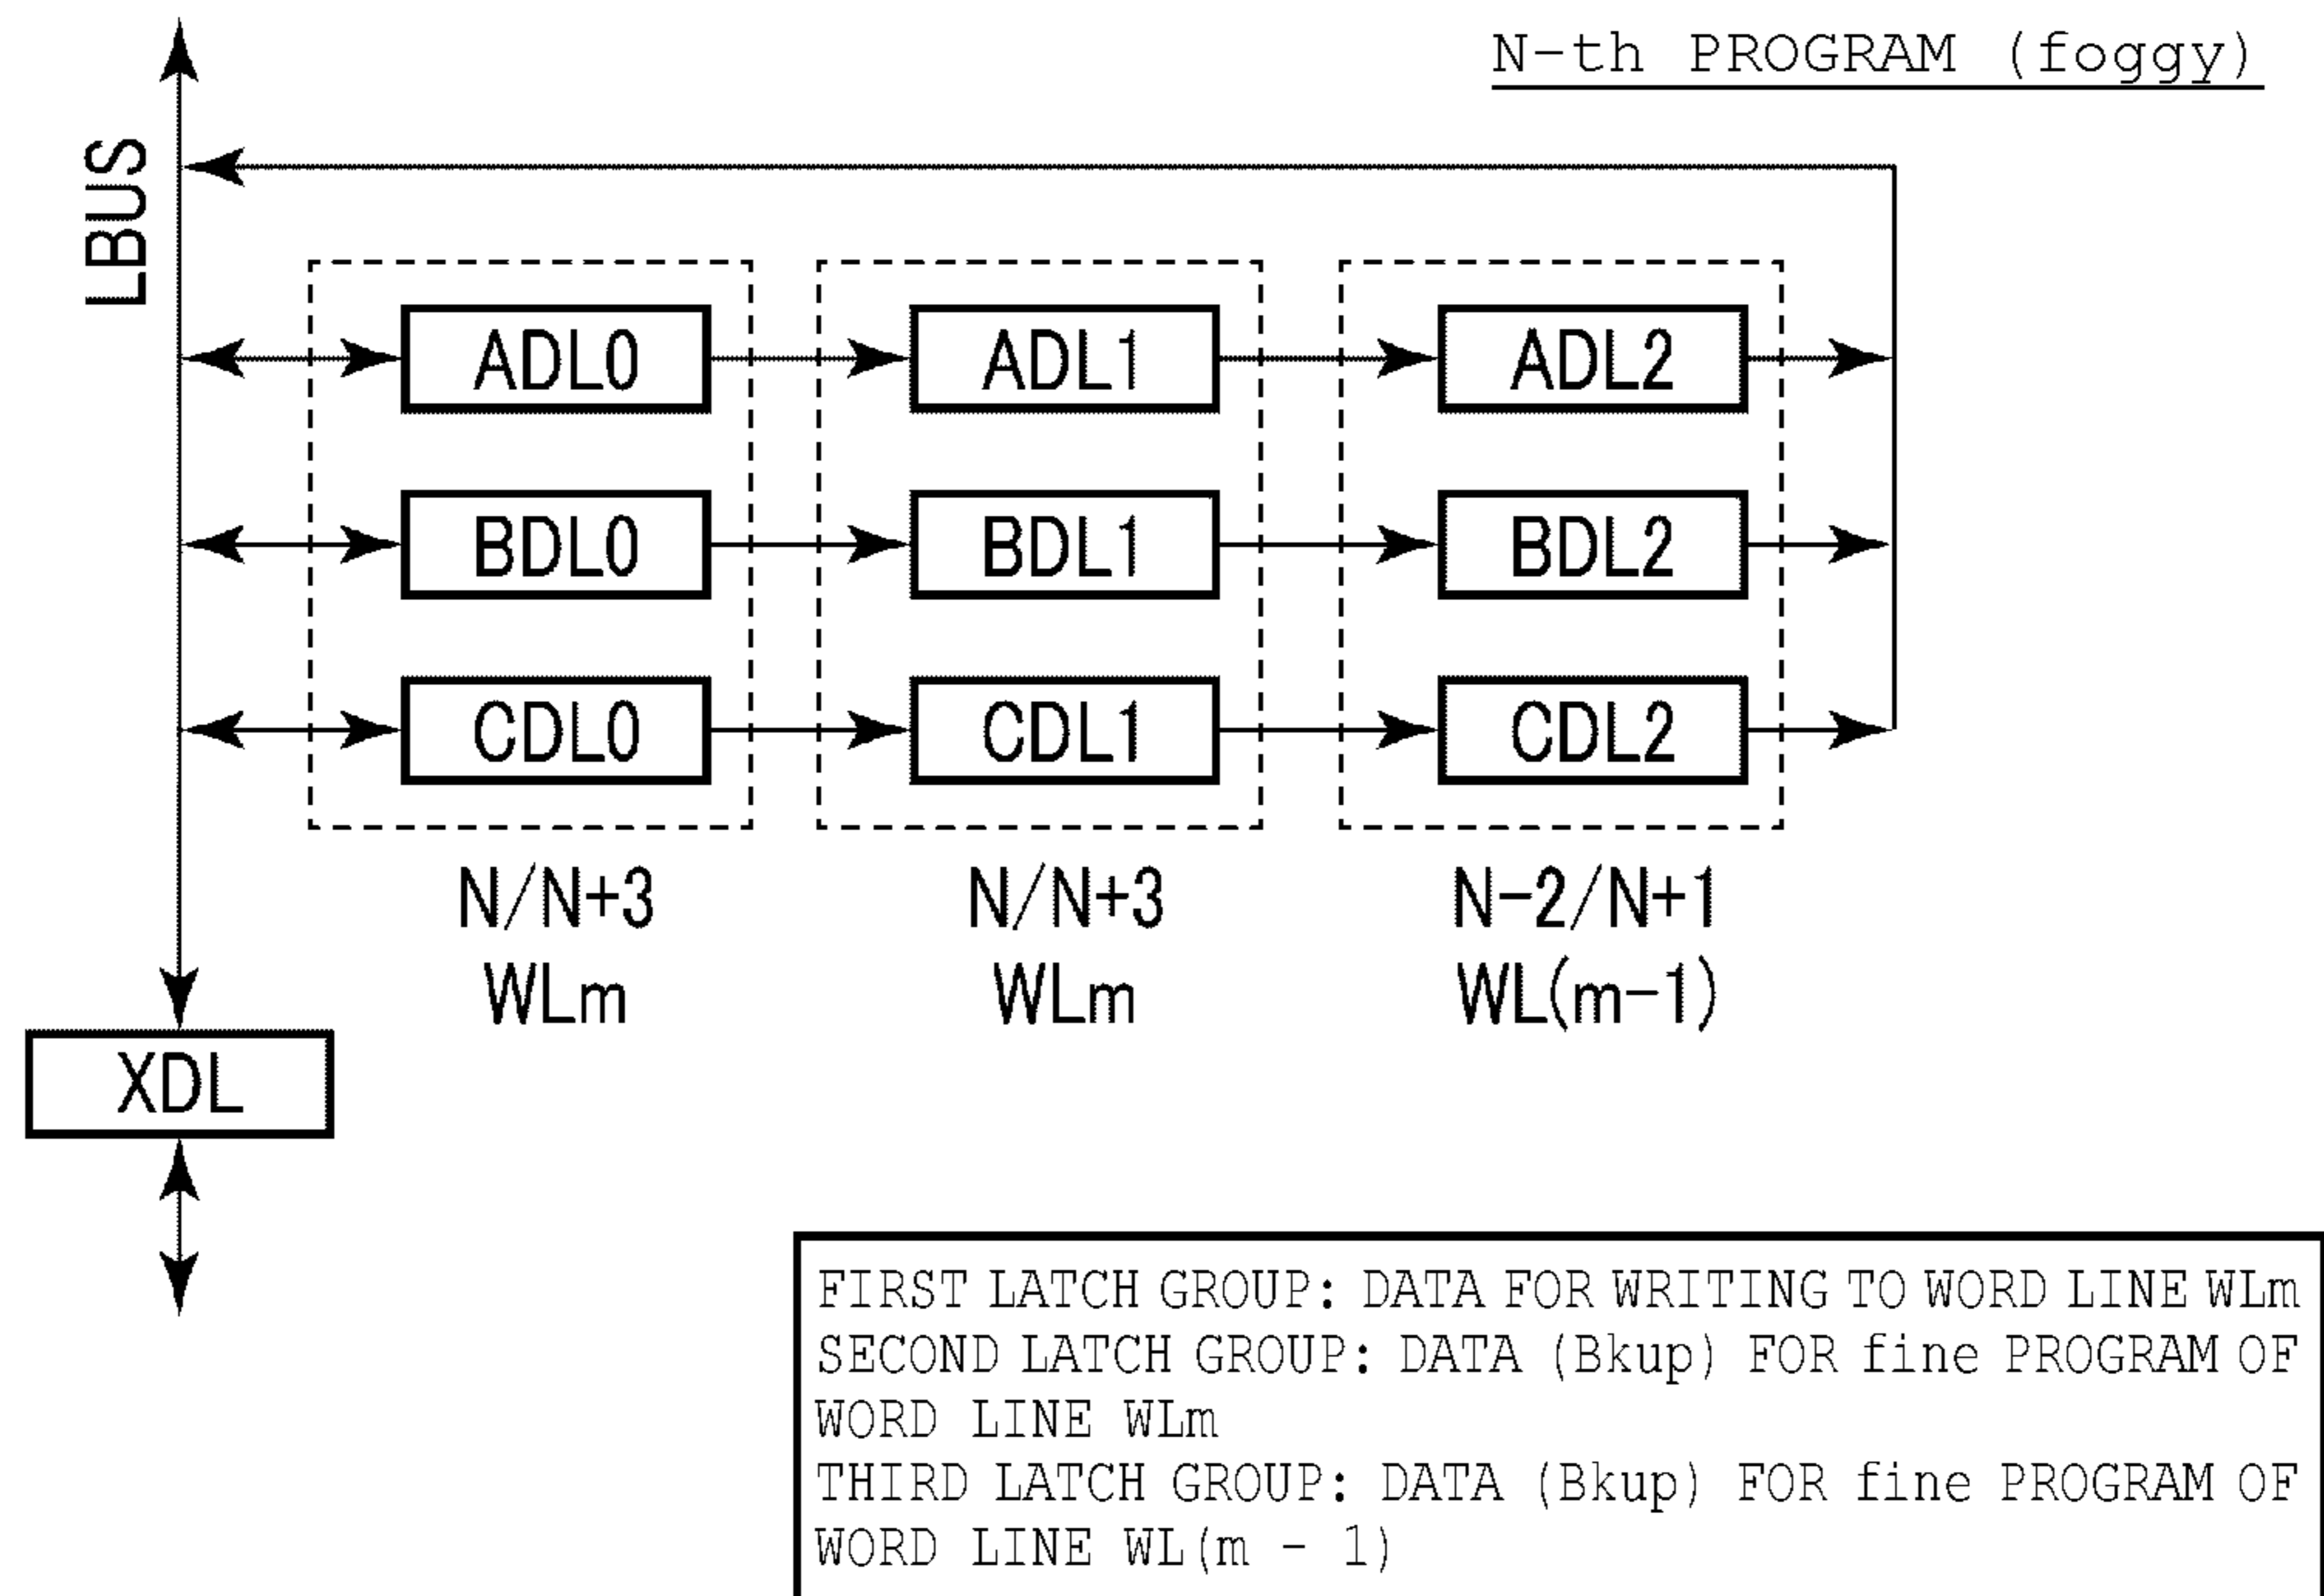 N-th PROGRAM (foggy)
LBUS
ADL0 ADL1 ADL2
BDL0 BDL1 BDL2
CDL0 CDL1 CDL2
N/N+3 N/N+3 N-2/N+1
WLm WLm WL(m-1)
XDL
FIRST LATCH GROUP: DATA FOR WRITING TO WORD LINE WLm
SECOND LATCH GROUP: DATA (Bkup) FOR fine PROGRAM OF
WORD LINE WLm
THIRD LATCH GROUP: DATA (Bkup) FOR fine PROGRAM OF
WORD LINE WL(m - 1)